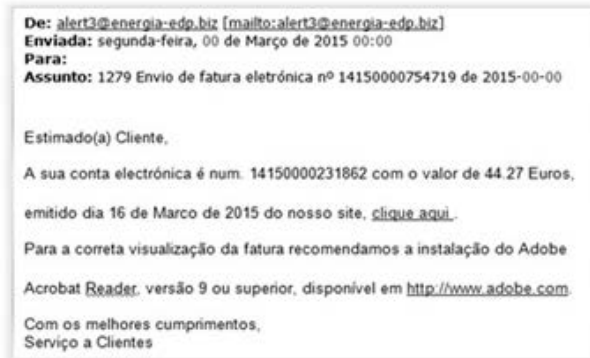 De: alert3@energia-edp.biz [mailto:alert3@energia-edp.biz]
Enviada: segunda-feira, 00 de Março de 2015 00:00
Para:
Assunto: 1279 Envio de fatura eletrónica nº 14150000754719 de 2015-00-00
Estimado(a) Cliente,
A sua conta electrónica é num. 14150000231862 com o valor de 44.27 Euros,
emitido dia 16 de Marco de 2015 do nosso site, clique aqui .
Para a correta visualização da fatura recomendamos a instalação do Adobe
Acrobat Reader, versão 9 ou superior, disponível em http://www.adobe.com.
Com os melhores cumprimentos,
Serviço a Clientes